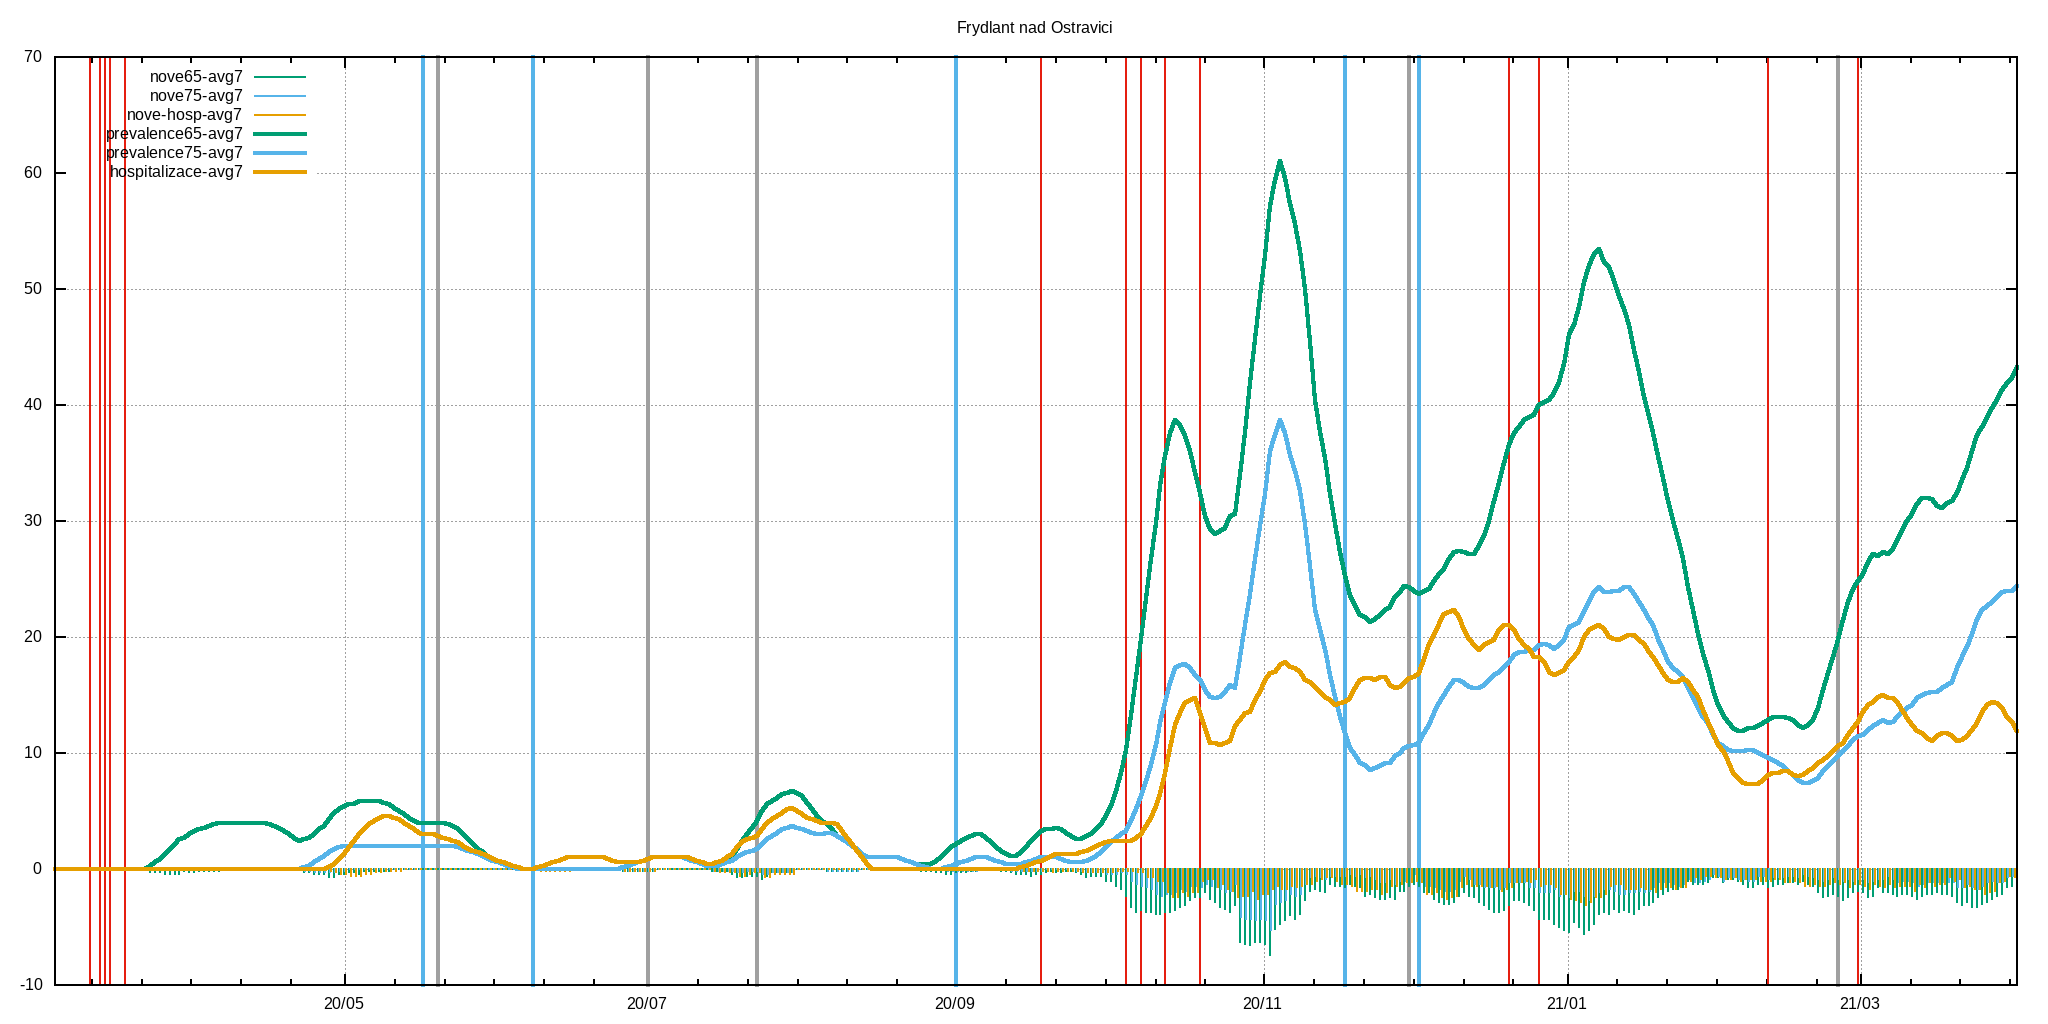 Frydlant nad Ostravici
70
60
50
40
30
20
10
0
-10
nove65-avg7
nove75-avg7
nove-hosp-avg7
prevalence65-avg7
prevalence75-avg7
hospitalizace-avg7
20/05
20/07
20/09
20/11
21/01
21/03